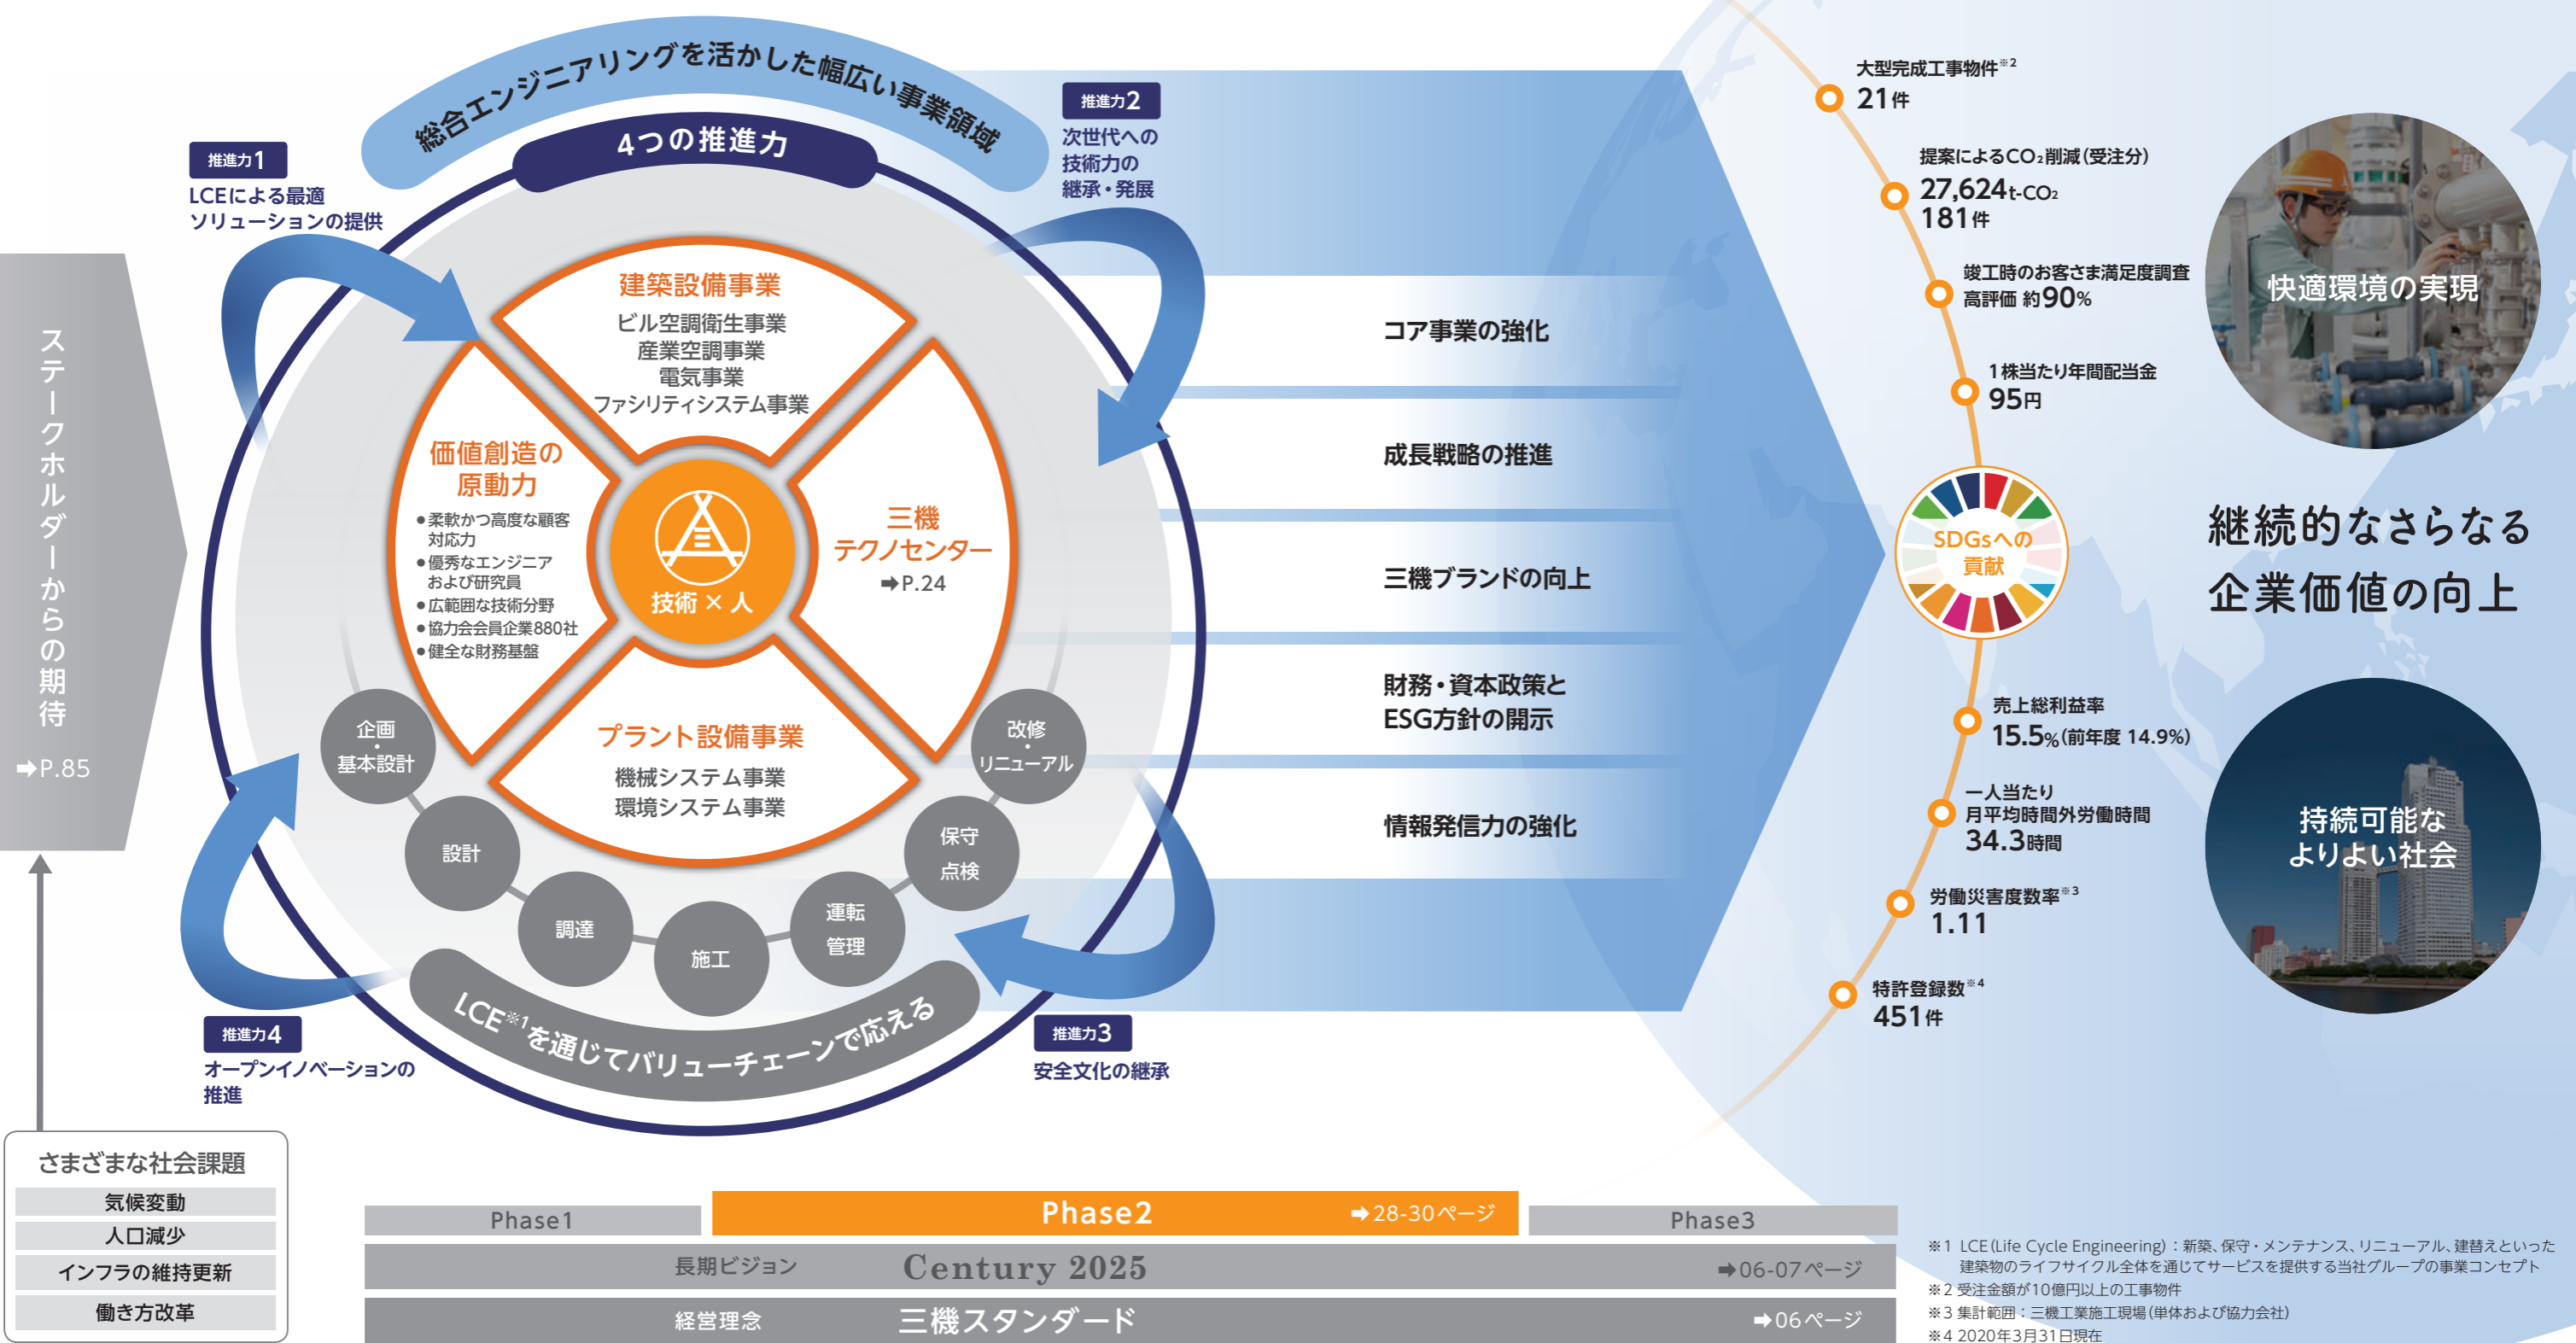 総合エンジニアリングを活かした幅広い事業領域
4つの推進力
推進力1
LCEによる最適
ソリューションの提供
推進力2
次世代への
技術力の
継承・発展
ステークホルダーからの期待
➡P.85
建築設備事業
ビル空調衛生事業
産業空調事業
電気事業
ファシリティシステム事業
価値創造の
原動力
●柔軟かつ高度な顧客
対応力
●優秀なエンジニア
および研究員
●広範囲な技術分野
●協力会会員企業880社
●健全な財務基盤
技術×人
三機
テクノセンター
➡P.24
プラント設備事業
機械システム事業
環境システム事業
企画
・
基本設計
設計
調達
施工
運転
管理
保守
点検
改修
・
リニューアル
LCE※1を通じてバリューチェーンで応える
推進力4
オープンイノベーションの
推進
推進力3
安全文化の継承
さまざまな社会課題
気候変動
人口減少
インフラの維持更新
働き方改革
コア事業の強化
成長戦略の推進
三機ブランドの向上
財務・資本政策と
ESG方針の開示
情報発信力の強化
大型完成工事物件※2
21件
提案によるCO₂削減(受注分)
27,624t-CO₂
181件
竣工時のお客さま満足度調査
高評価 約90%
1株当たり年間配当金
95円
SDGsへの
貢献
売上総利益率
15.5%(前年度 14.9%)
一人当たり
月平均時間外労働時間
34.3時間
労働災害度数率※3
1.11
特許登録数※4
451件
快適環境の実現
継続的なさらなる
企業価値の向上
持続可能な
よりよい社会
Phase1
Phase2 ➡28-30ページ
Phase3
長期ビジョン Century 2025 ➡06-07ページ
経営理念 三機スタンダード ➡06ページ
※1 LCE(Life Cycle Engineering):新築、保守・メンテナンス、リニューアル、建替えといった
建築物のライフサイクル全体を通じてサービスを提供する当社グループの事業コンセプト
※2 受注金額が10億円以上の工事物件
※3 集計範囲:三機工業施工現場(単体および協力会社)
※4 2020年3月31日現在